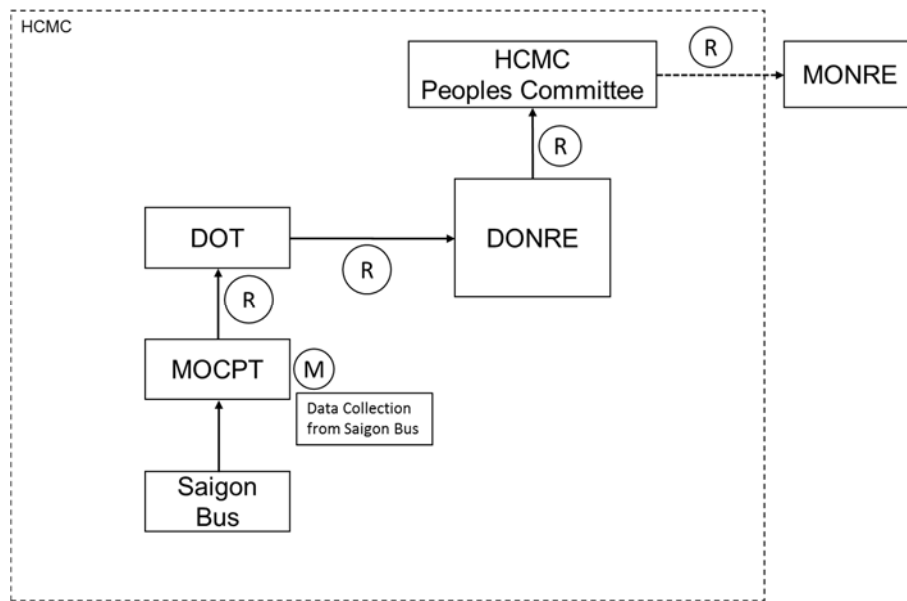 HCMC
HCMC
Peoples Committee
R
MONRE
R
DOT
R
DONRE
R
MOCPT
M
Data Collection
from Saigon Bus
Saigon
Bus